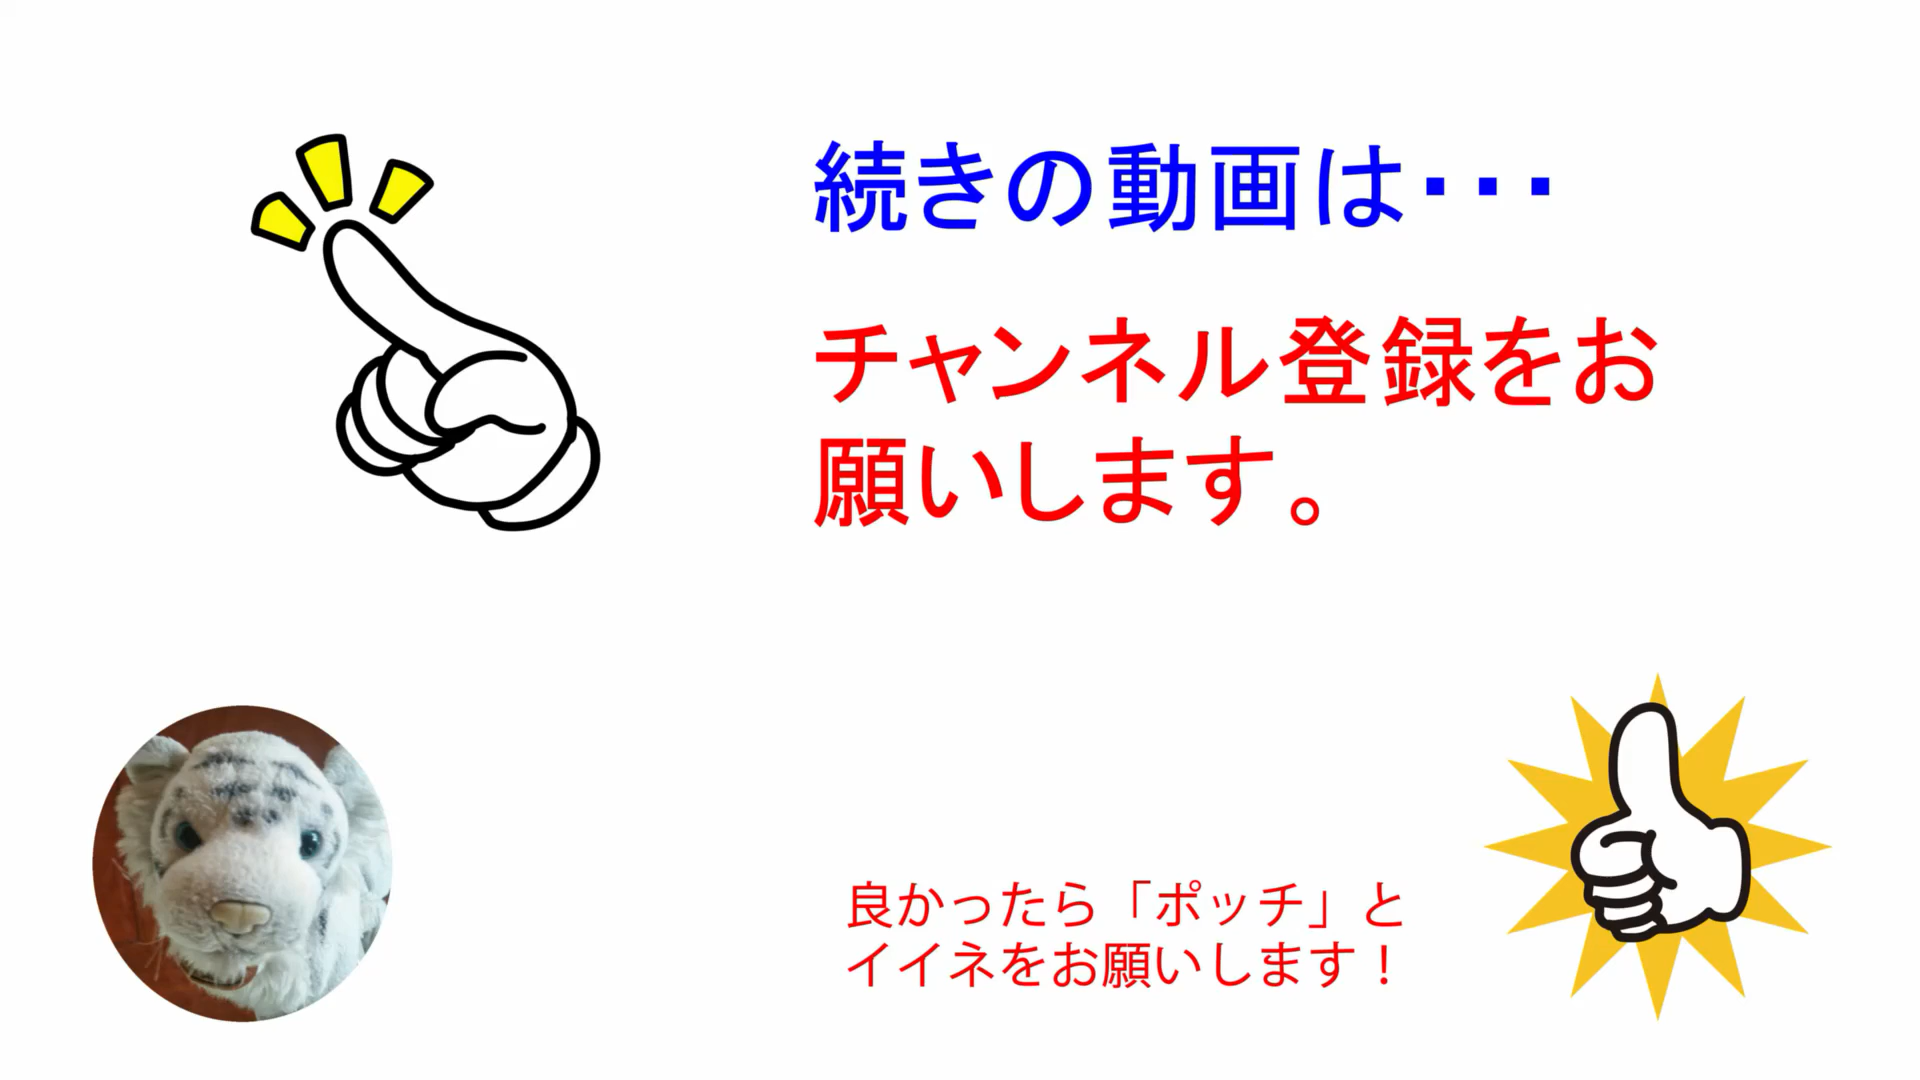 続きの動画は・・・
チャンネル登録をお
願いします。
良かったら「ポッチ」と
イイネをお願いします！